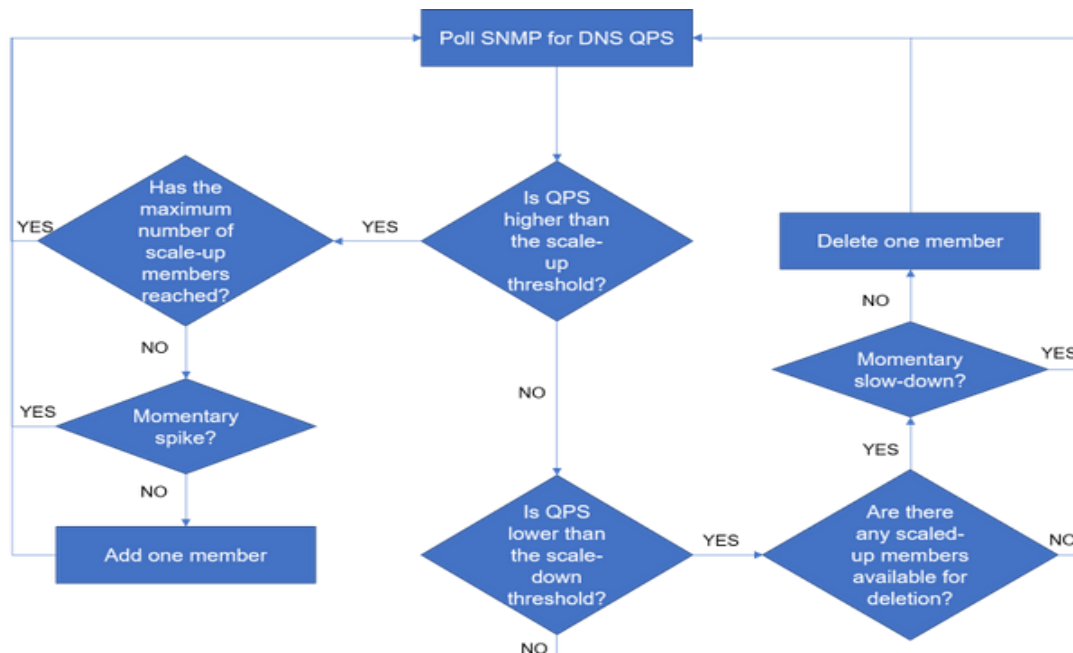 Poll SNMP for DNS QPS
Has the
maximum
number of
scale-up
members
reached?
YES
YES
Is QPS
higher than
the scale-
up
threshold?
Delete one member
NO
NO
Momentary
spike?
YES
NO
Add one member
NO
Momentary
slow-down?
YES
YES
Is QPS
lower than
the scale-
down
threshold?
YES
Are there
any scaled-
up members
available for
deletion?
NO
NO